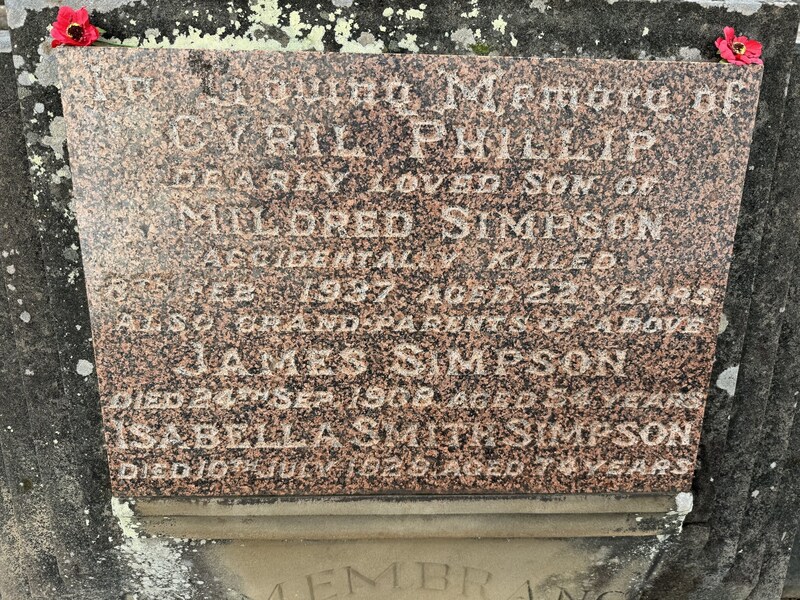 In Loving Memory of
CYRIL PHILLIP,
DEARLY LOVED SON OF
MILDRED SIMPSON
ACCIDENTALLY KILLED
8TH FEB 1937 AGED 22 YEARS
ALSO GRAND-PARENTS OF ABOVE
JAMES SIMPSON
DIED 24TH SEP. 1908 AGED 54 YEARS
ISABELLA SMITH SIMPSON
DIED 10TH JULY AGED 78 YEARS